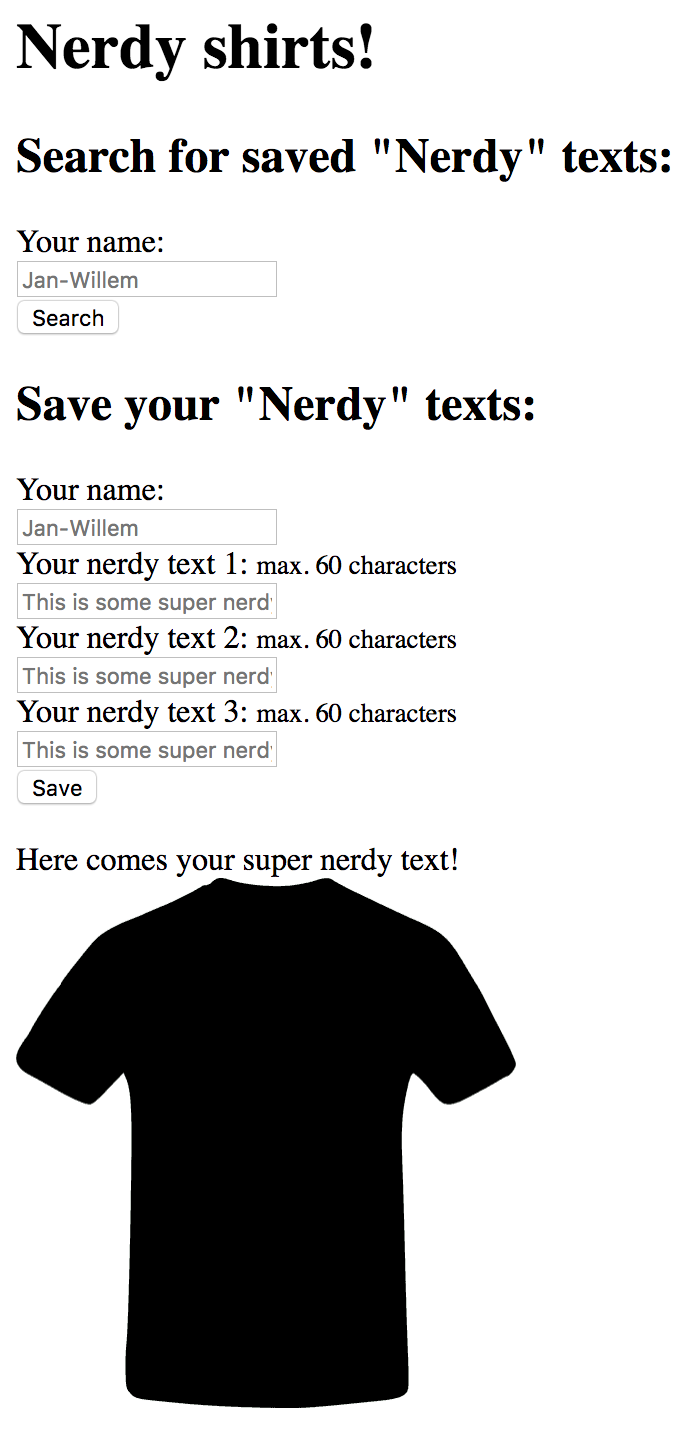 Nerdy shirts!
Search for saved "Nerdy" texts:
Your name:
Jan-Willem
Search
Save your "Nerdy" texts:
Your name:
Jan-Willem
Your nerdy text 1: max. 60 characters
This is some super nerdy
Your nerdy text 2: max. 60 characters
This is some super nerdy
Your nerdy text 3: max. 60 characters
This is some super nerdy
Save
Here comes your super nerdy text!